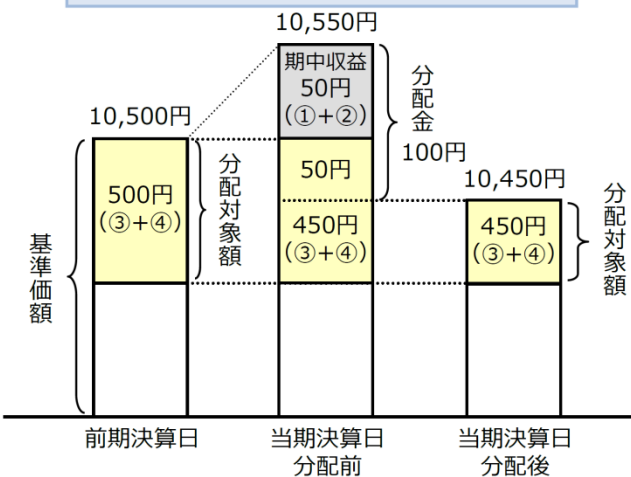 10,550円
期中収益
50円
(①+②)
分配金
100円
10,500円
500円
(③+④)
分配対象額
50円
450円
(③+④)
10,450円
450円
(③+④)
分配対象額
基準価額
前期決算日
当期決算日
分配前
当期決算日
分配後